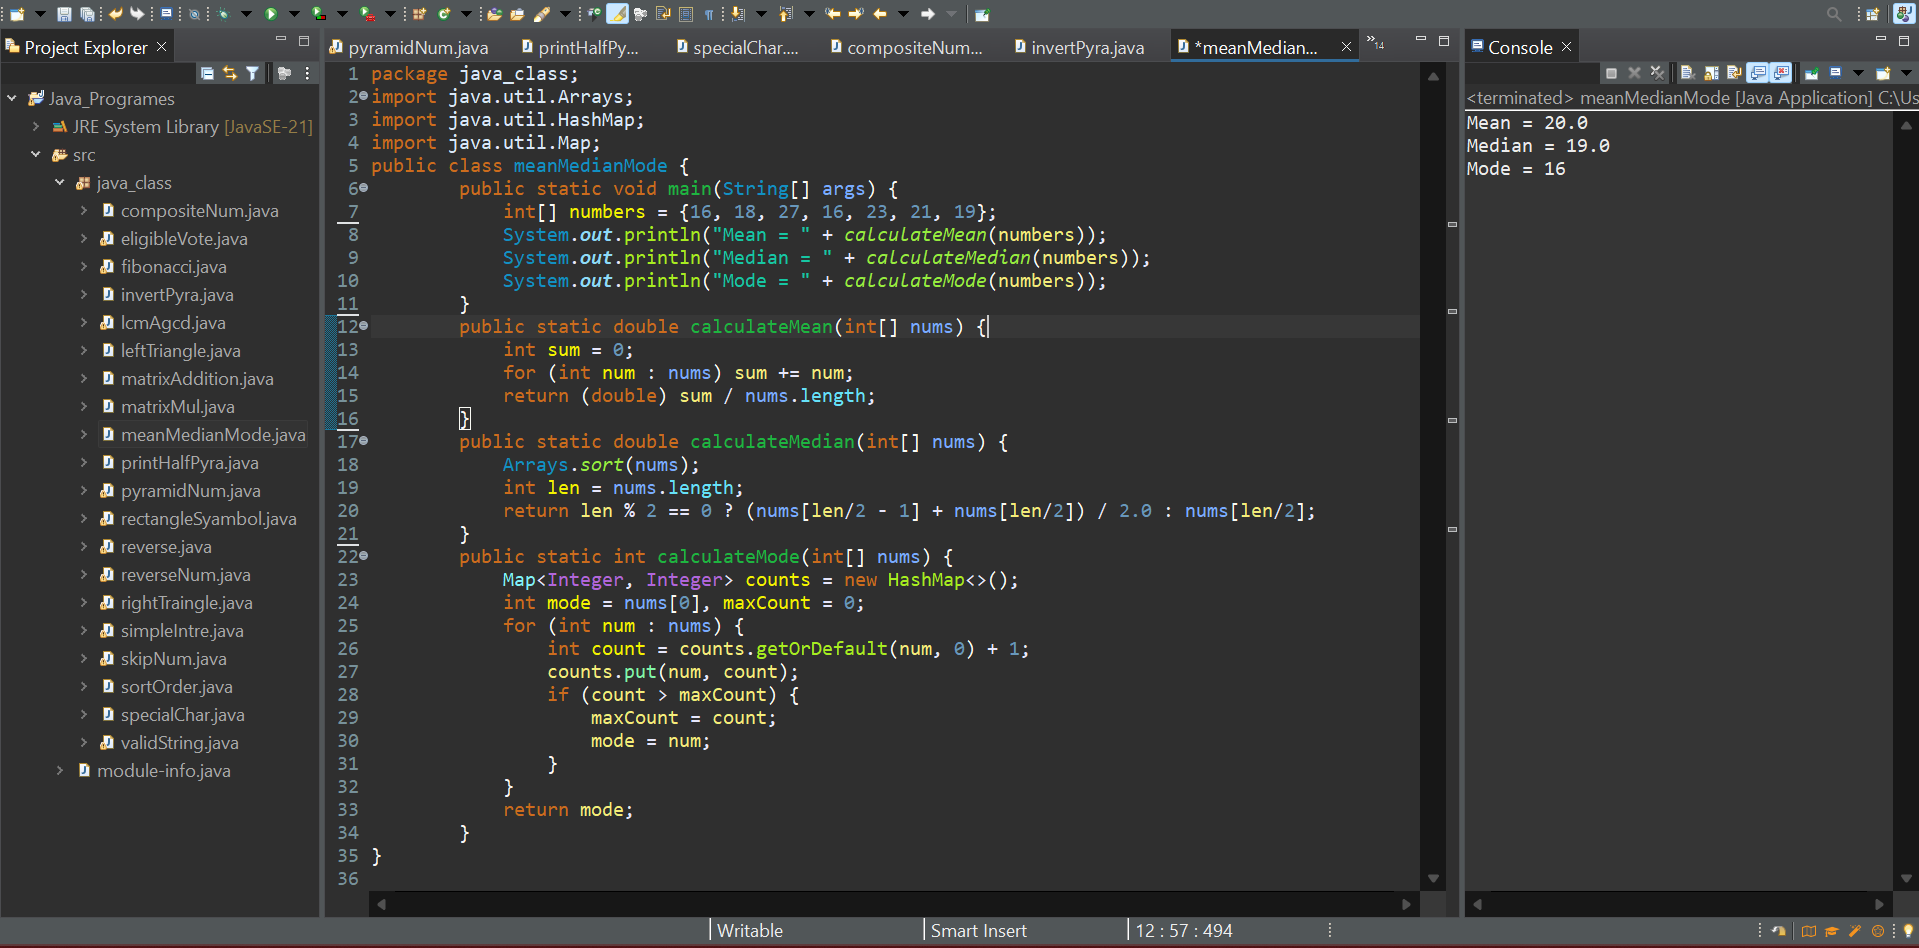 Project Explorer
Java_Programes
JRE System Library [JavaSE-21]
src
java_class
compositeNum.java
eligibleVote.java
fibonacci.java
invertPyra.java
lcmAgcd.java
leftTriangle.java
matrixAddition.java
matrixMul.java
meanMedianMode.java
printHalfPyra.java
pyramidNum.java
rectangleSyambol.java
reverse.java
reverseNum.java
rightTraingle.java
simpleIntre.java
skipNum.java
sortOrder.java
specialChar.java
validString.java
module-info.java
pyramidNum.java printHalfPy... specialChar.... compositeNum... invertPyra.java *meanMedian... »14
1 package java_class;
2 import java.util.Arrays;
3 import java.util.HashMap;
4 import java.util.Map;
5 public class meanMedianMode {
6 public static void main(String[] args) {
7 int[] numbers = {16, 18, 27, 16, 23, 21, 19};
8 System.out.println("Mean = " + calculateMean(numbers));
9 System.out.println("Median = " + calculateMedian(numbers));
10 System.out.println("Mode = " + calculateMode(numbers));
11 }
12 public static double calculateMean(int[] nums) {
13 int sum = 0;
14 for (int num : nums) sum += num;
15 return (double) sum / nums.length;
16 }
17 public static double calculateMedian(int[] nums) {
18 Arrays.sort(nums);
19 int len = nums.length;
20 return len % 2 == 0 ? (nums[len/2 - 1] + nums[len/2]) / 2.0 : nums[len/2];
21 }
22 public static int calculateMode(int[] nums) {
23 Map<Integer, Integer> counts = new HashMap<>();
24 int mode = nums[0], maxCount = 0;
25 for (int num : nums) {
26 int count = counts.getOrDefault(num, 0) + 1;
27 counts.put(num, count);
28 if (count > maxCount) {
29 maxCount = count;
30 mode = num;
31 }
32 }
33 return mode;
34 }
35 }
36
Console
<terminated> meanMedianMode [Java Application] C:\Us
Mean = 20.0
Median = 19.0
Mode = 16
Writable Smart Insert 12 : 57 : 494